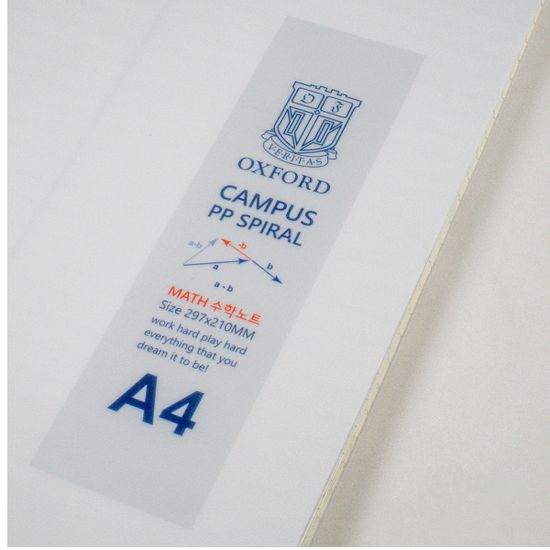 O F
VERITAS
OXFORD
CAMPUS
PP SPIRAL
a-b
-b
b
a
a - b
MATH 수학노트
Size 297x210MM
work hard play hard
everything that you
dream it to be!
A4